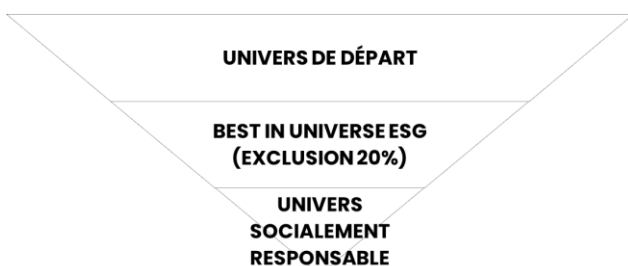 UNIVERS DE DÉPART
BEST IN UNIVERSE ESG
(EXCLUSION 20%)
UNIVERS
SOCIALEMENT
RESPONSABLE